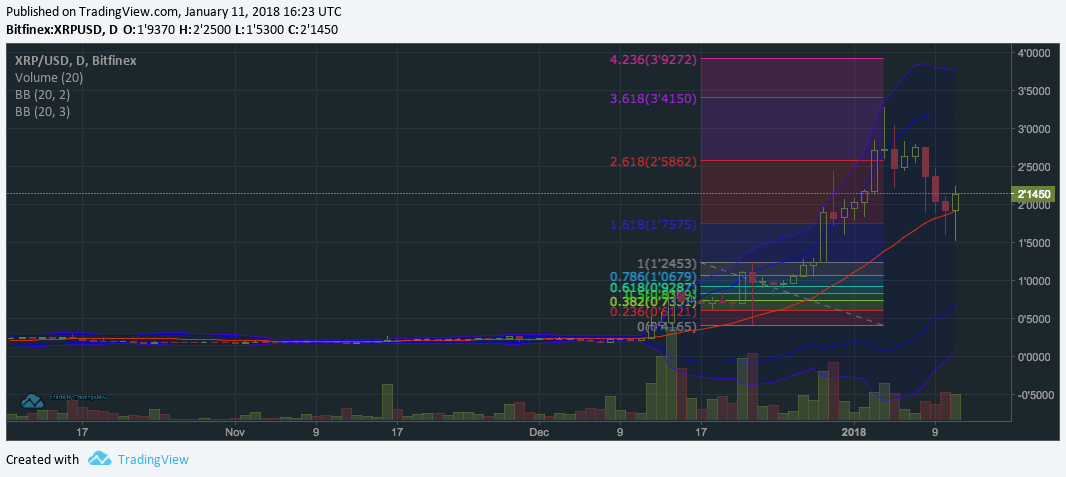 Published on TradingView.com, January 11, 2018 16:23 UTC
Bitfinex:XRPUSD, D O:1'9370 H:2'2500 L:1'5300 C:2'1450
XRP/USD, D, Bitfinex
Volume (20)
BB (20, 2)
BB (20, 3)
4.236(3'9272)
3.618(3'4150)
2.618(2'5862)
1.618(1'7575)
1(1'2453)
0.786(1'0679)
0.618(0'9287)
0.382(0'7331)
0.236(0'6121)
0(0'4165)
4'0000
3'5000
3'0000
2'5000
2'1450
2'0000
1'5000
1'0000
0'5000
0'0000
-0'5000
17 Nov 9 17 Dec 9 17 2018 9
Created with TradingView